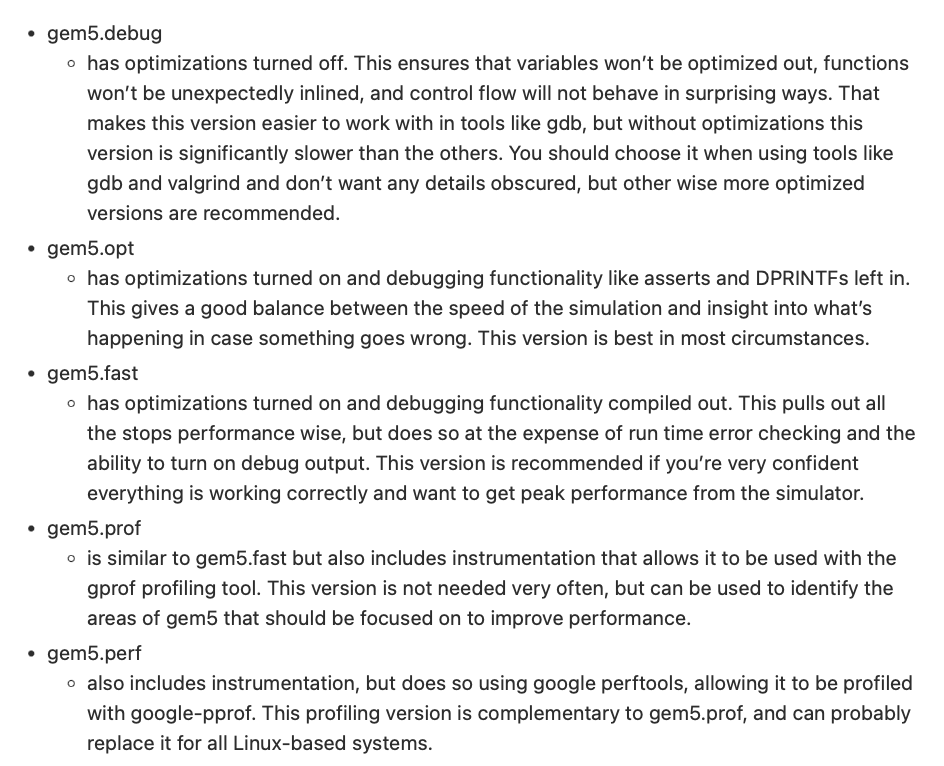 • gem5.debug
◦ has optimizations turned off. This ensures that variables won’t be optimized out, functions
won’t be unexpectedly inlined, and control flow will not behave in surprising ways. That
makes this version easier to work with in tools like gdb, but without optimizations this
version is significantly slower than the others. You should choose it when using tools like
gdb and valgrind and don’t want any details obscured, but other wise more optimized
versions are recommended.
• gem5.opt
◦ has optimizations turned on and debugging functionality like asserts and DPRINTFs left in.
This gives a good balance between the speed of the simulation and insight into what’s
happening in case something goes wrong. This version is best in most circumstances.
• gem5.fast
◦ has optimizations turned on and debugging functionality compiled out. This pulls out all
the stops performance wise, but does so at the expense of run time error checking and the
ability to turn on debug output. This version is recommended if you’re very confident
everything is working correctly and want to get peak performance from the simulator.
• gem5.prof
◦ is similar to gem5.fast but also includes instrumentation that allows it to be used with the
gprof profiling tool. This version is not needed very often, but can be used to identify the
areas of gem5 that should be focused on to improve performance.
• gem5.perf
◦ also includes instrumentation, but does so using google perftools, allowing it to be profiled
with google-pprof. This profiling version is complementary to gem5.prof, and can probably
replace it for all Linux-based systems.